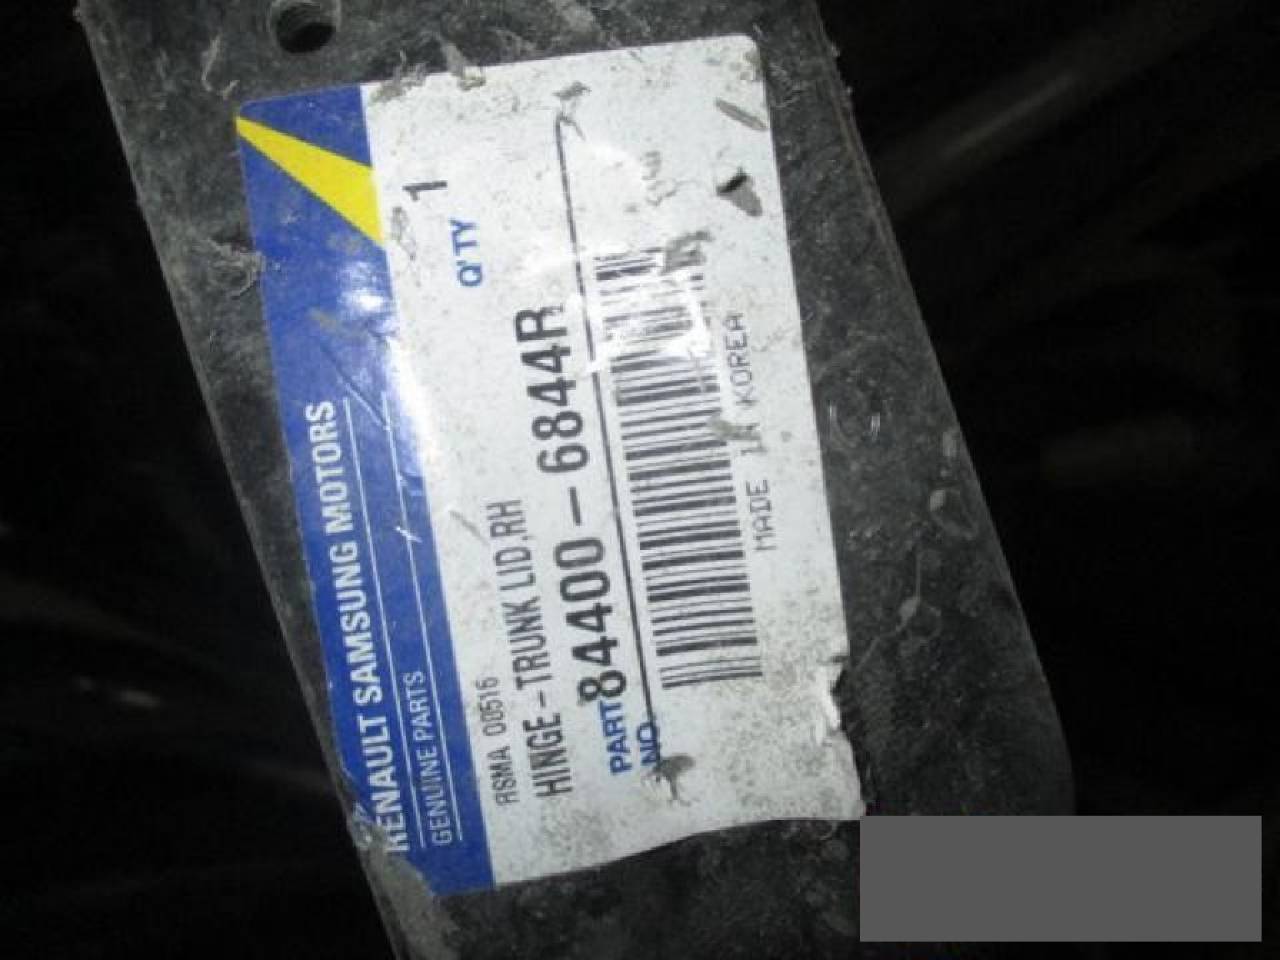 RENAULT SAMSUNG MOTORS
GENUINE PARTS
Q'TY 1
RSMA 00516
HINGE-TRUNK LID,RH
PART NO. 84400-6844R
MADE IN KOREA